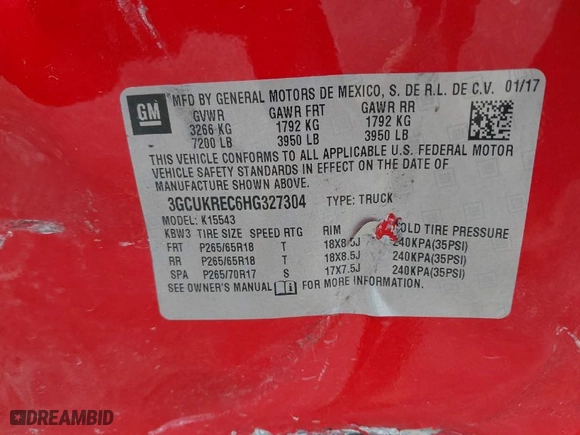 GM
MFD BY GENERAL MOTORS DE MEXICO, S. DE R.L. DE C.V. 01/17
GVWR GAWR FRT GAWR RR
3266 KG 1792 KG 1792 KG
7200 LB 3950 LB 3950 LB
THIS VEHICLE CONFORMS TO ALL APPLICABLE U.S. FEDERAL MOTOR
VEHICLE SAFETY STANDARDS IN EFFECT ON THE DATE OF
MANUFACTURE SHOWN ABOVE.
3GCUKREC6HG327304 TYPE: TRUCK
MODEL: K15543
KBW3 TIRE SIZE SPEED RTG RIM OLD TIRE PRESSURE
FRT P265/65R18 T 18X8.5J 240KPA(35PSI)
RR P265/65R18 T 18X8.5J 240KPA(35PSI)
SPA P265/70R17 S 17X7.5J 240KPA(35PSI)
SEE OWNER'S MANUAL FOR MORE INFORMATION
DREAMBID